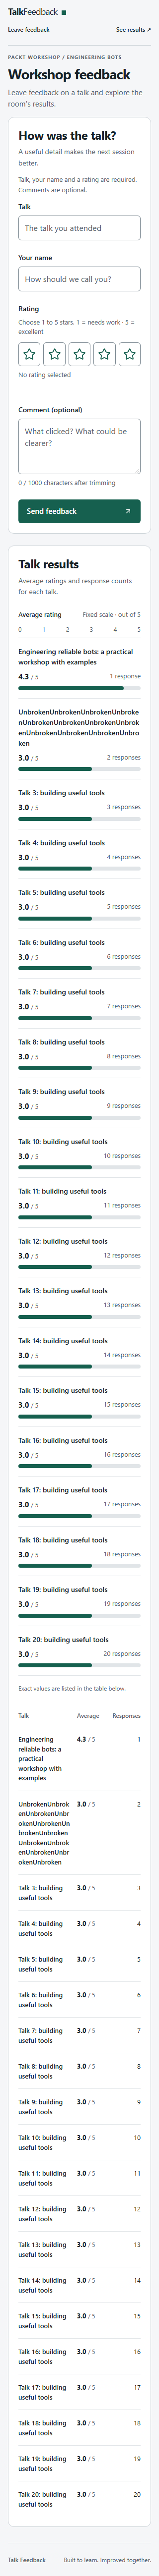 TalkFeedback
Leave feedback
See results ↗
PACKT WORKSHOP / ENGINEERING BOTS
Workshop feedback
Leave feedback on a talk and explore the
room's results.
How was the talk?
A useful detail makes the next session
better.
Talk, your name and a rating are required.
Comments are optional.
Talk
The talk you attended
Your name
How should we call you?
Rating
Choose 1 to 5 stars. 1 = needs work · 5 =
excellent
No rating selected
Comment (optional)
What clicked? What could be
clearer?
0 / 1000 characters after trimming
Send feedback ↗
Talk results
Average ratings and response counts
for each talk.
Average rating
Fixed scale · out of 5
0 1 2 3 4 5
Engineering reliable bots: a practical
workshop with examples
4.3 / 5 1 response
UnbrokenUnbrokenUnbrokenUnbroke
nUnbrokenUnbrokenUnbrokenUnbrok
enUnbrokenUnbrokenUnbrokenUnbro
ken
3.0 / 5 2 responses
Talk 3: building useful tools
3.0 / 5 3 responses
Talk 4: building useful tools
3.0 / 5 4 responses
Talk 5: building useful tools
3.0 / 5 5 responses
Talk 6: building useful tools
3.0 / 5 6 responses
Talk 7: building useful tools
3.0 / 5 7 responses
Talk 8: building useful tools
3.0 / 5 8 responses
Talk 9: building useful tools
3.0 / 5 9 responses
Talk 10: building useful tools
3.0 / 5 10 responses
Talk 11: building useful tools
3.0 / 5 11 responses
Talk 12: building useful tools
3.0 / 5 12 responses
Talk 13: building useful tools
3.0 / 5 13 responses
Talk 14: building useful tools
3.0 / 5 14 responses
Talk 15: building useful tools
3.0 / 5 15 responses
Talk 16: building useful tools
3.0 / 5 16 responses
Talk 17: building useful tools
3.0 / 5 17 responses
Talk 18: building useful tools
3.0 / 5 18 responses
Talk 19: building useful tools
3.0 / 5 19 responses
Talk 20: building useful tools
3.0 / 5 20 responses
Exact values are listed in the table below.
Talk Average Responses
Engineering 4.3 / 5 1
reliable bots: a
practical
workshop with
examples
UnbrokenUnbrok 3.0 / 5 2
enUnbrokenUnbr
okenUnbrokenUn
brokenUnbroken
UnbrokenUnbrok
enUnbrokenUnbr
okenUnbroken
Talk 3: building 3.0 / 5 3
useful tools
Talk 4: building 3.0 / 5 4
useful tools
Talk 5: building 3.0 / 5 5
useful tools
Talk 6: building 3.0 / 5 6
useful tools
Talk 7: building 3.0 / 5 7
useful tools
Talk 8: building 3.0 / 5 8
useful tools
Talk 9: building 3.0 / 5 9
useful tools
Talk 10: building 3.0 / 5 10
useful tools
Talk 11: building 3.0 / 5 11
useful tools
Talk 12: building 3.0 / 5 12
useful tools
Talk 13: building 3.0 / 5 13
useful tools
Talk 14: building 3.0 / 5 14
useful tools
Talk 15: building 3.0 / 5 15
useful tools
Talk 16: building 3.0 / 5 16
useful tools
Talk 17: building 3.0 / 5 17
useful tools
Talk 18: building 3.0 / 5 18
useful tools
Talk 19: building 3.0 / 5 19
useful tools
Talk 20: building 3.0 / 5 20
useful tools
Talk Feedback
Built to learn. Improved together.